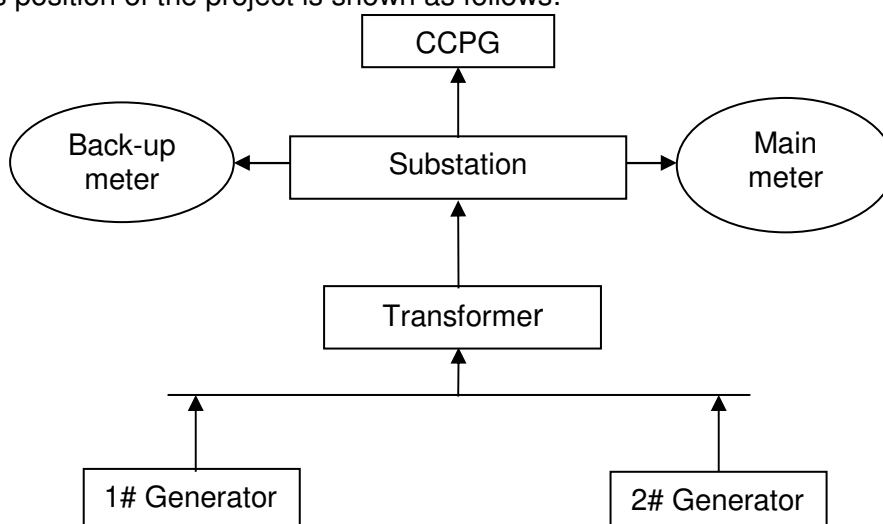 position of the project is shown as follows:
CCPG
Back-up
meter
Substation
Main
meter
Transformer
1# Generator
2# Generator